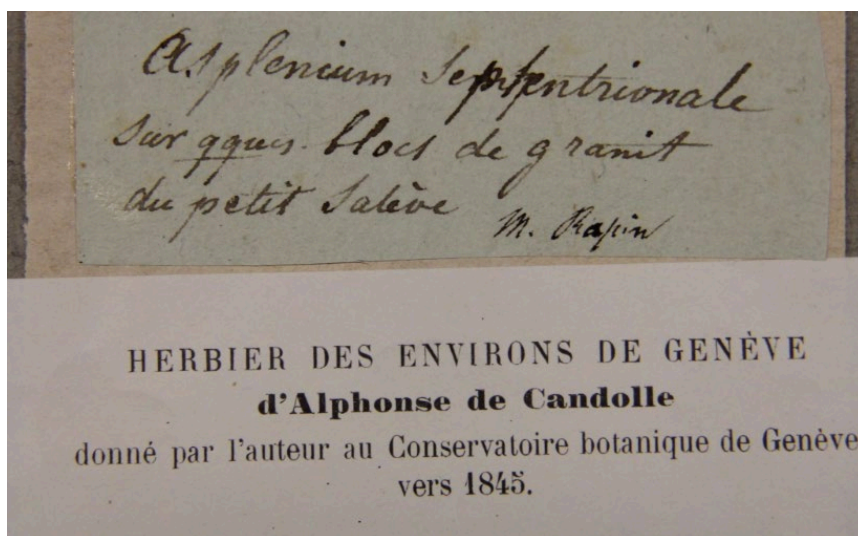 Asplenium Septentrionale
sur qques blocs de granit
du petit Salève
M. Rapin
HERBIER DES ENVIRONS DE GENÈVE
d'Alphonse de Candolle
donné par l'auteur au Conservatoire botanique de Genève
vers 1845.